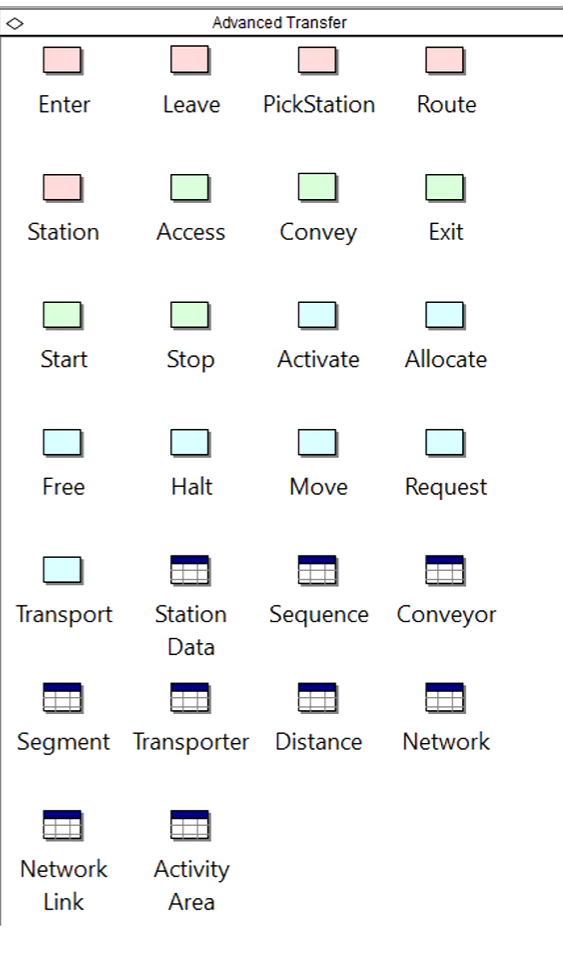 Advanced Transfer
Enter Leave PickStation Route
Station Access Convey Exit
Start Stop Activate Allocate
Free Halt Move Request
Transport Station Sequence Conveyor
Data
Segment Transporter Distance Network
Network Activity
Link Area